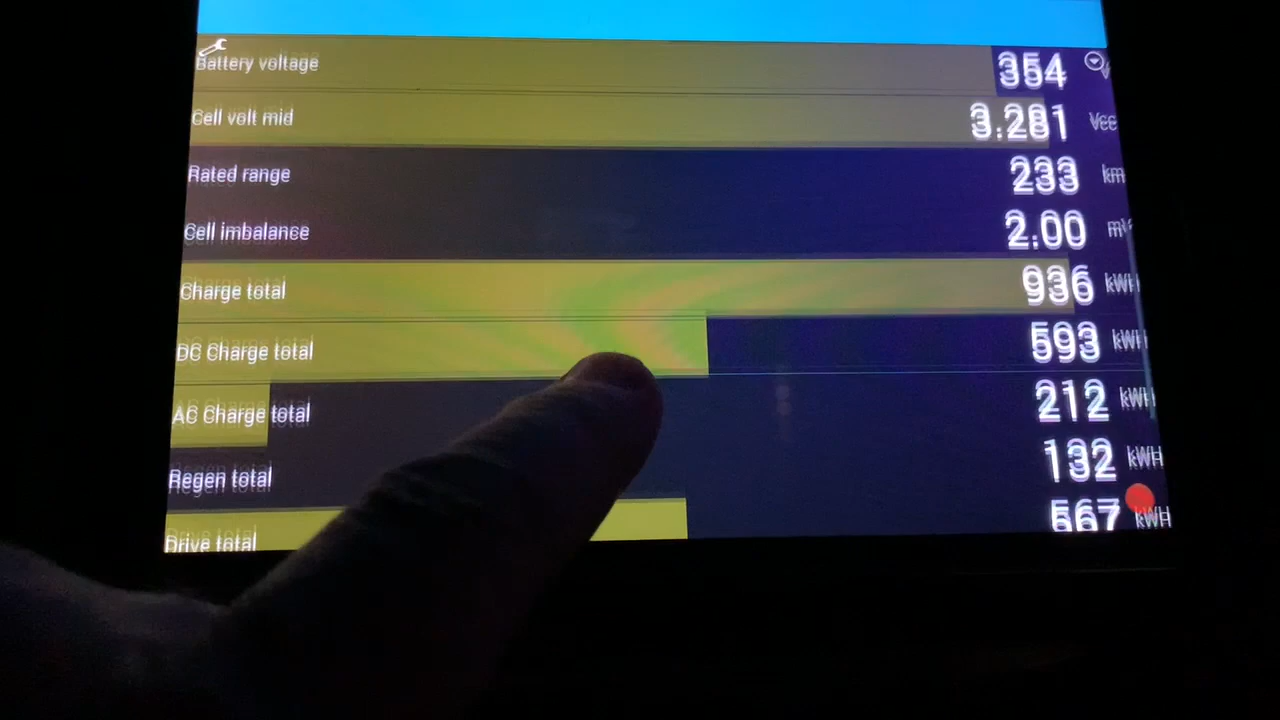 Battery voltage 354 V
Cell volt mid 3.281 Vcc
Rated range 233 km
Cell imbalance 2.00 mV
Charge total 936 kWH
DC Charge total 593 kWH
AC Charge total 212 kWH
Regen total 132 kWH
Drive total 567 kWH